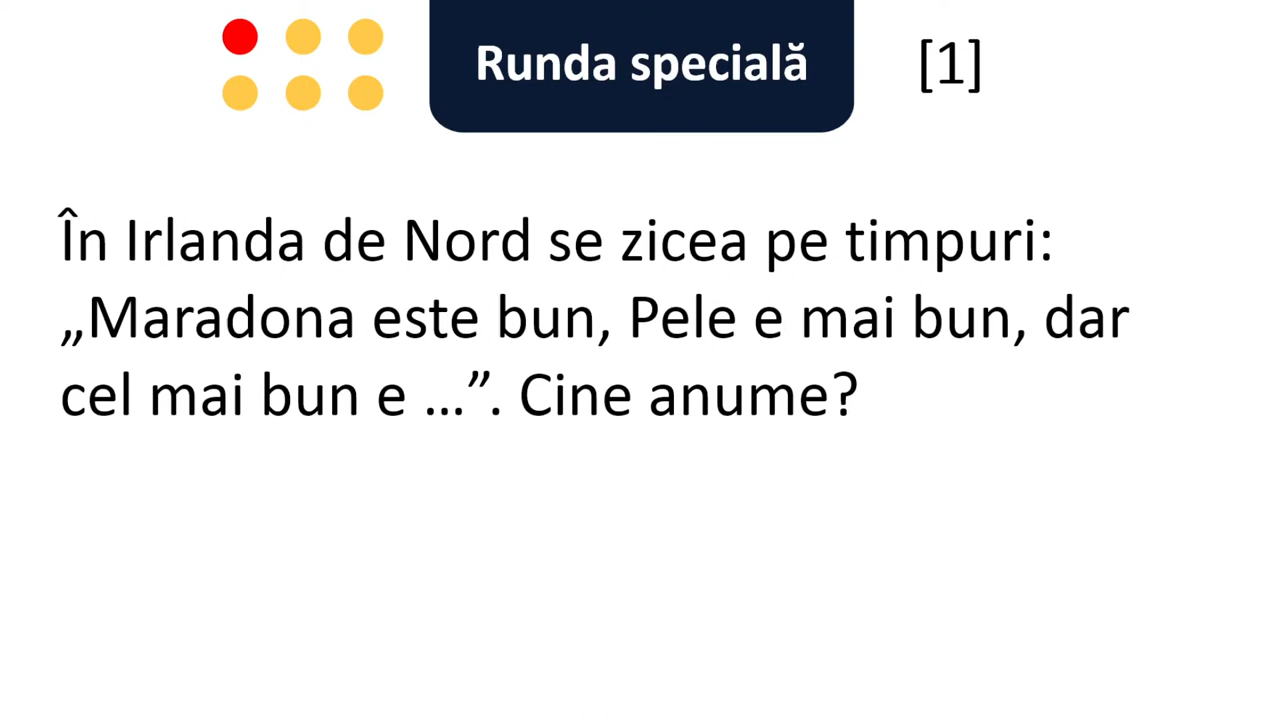 Runda specială
[1]
În Irlanda de Nord se zicea pe timpuri:
„Maradona este bun, Pele e mai bun, dar
cel mai bun e …”. Cine anume?